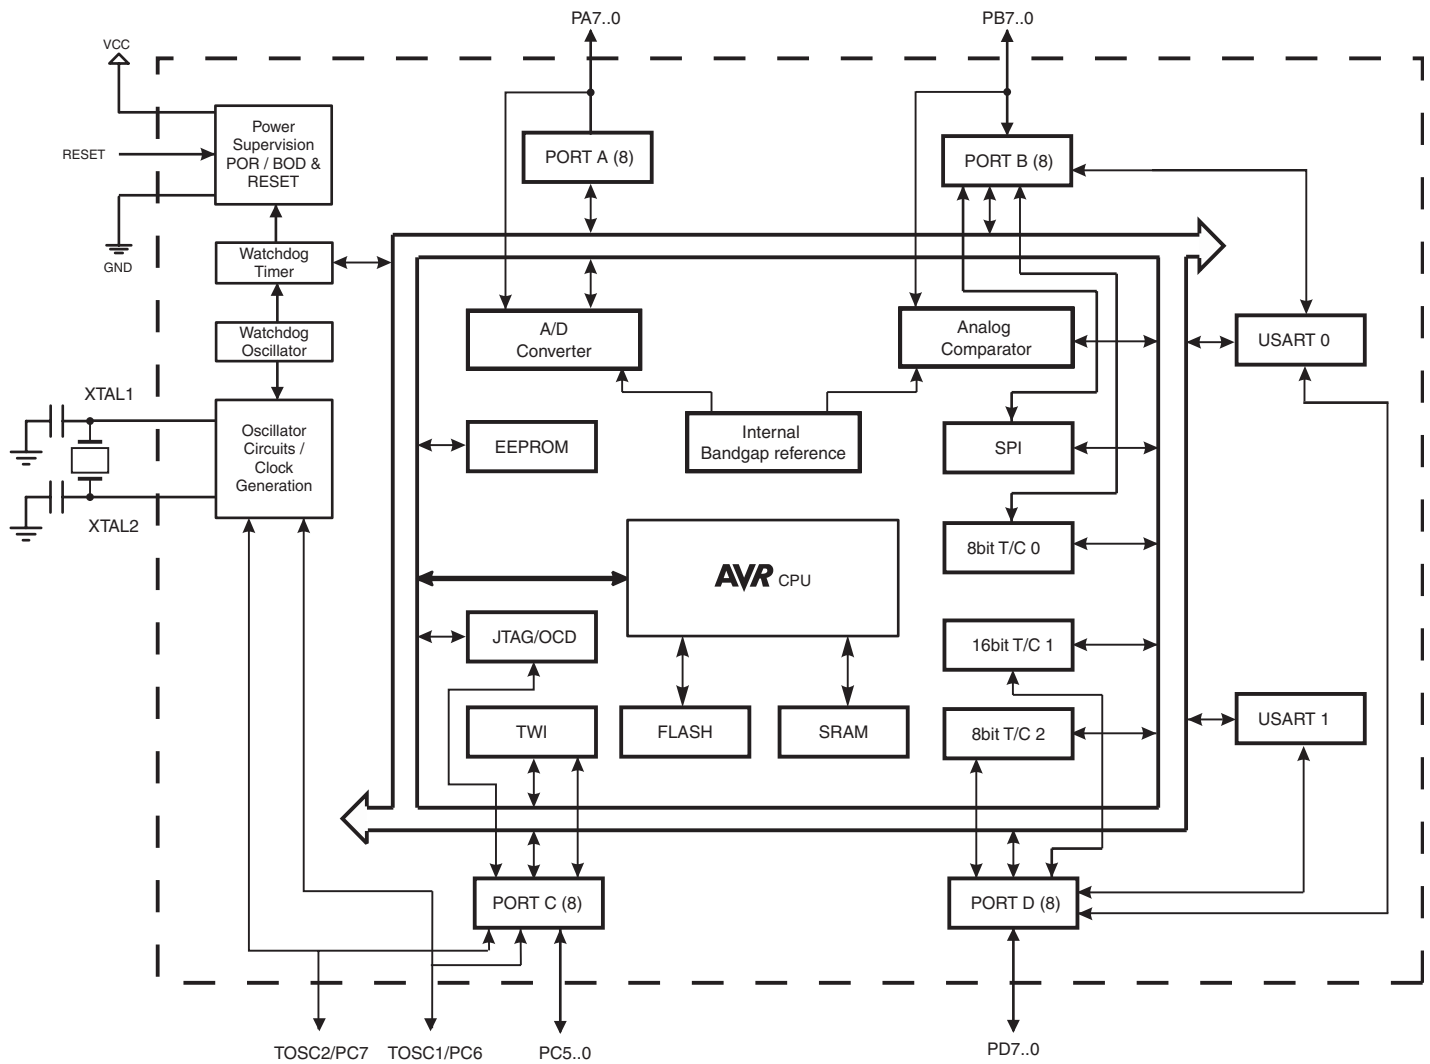 PA7..0
PB7..0
VCC
RESET
GND
Power
Supervision
POR / BOD &
RESET
PORT A (8)
PORT B (8)
Watchdog
Timer
Watchdog
Oscillator
A/D
Converter
Analog
Comparator
USART 0
XTAL1
XTAL2
Oscillator
Circuits /
Clock
Generation
EEPROM
Internal
Bandgap reference
SPI
8bit T/C 0
AVR CPU
JTAG/OCD
16bit T/C 1
TWI
FLASH
SRAM
8bit T/C 2
USART 1
PORT C (8)
PORT D (8)
TOSC2/PC7
TOSC1/PC6
PC5..0
PD7..0